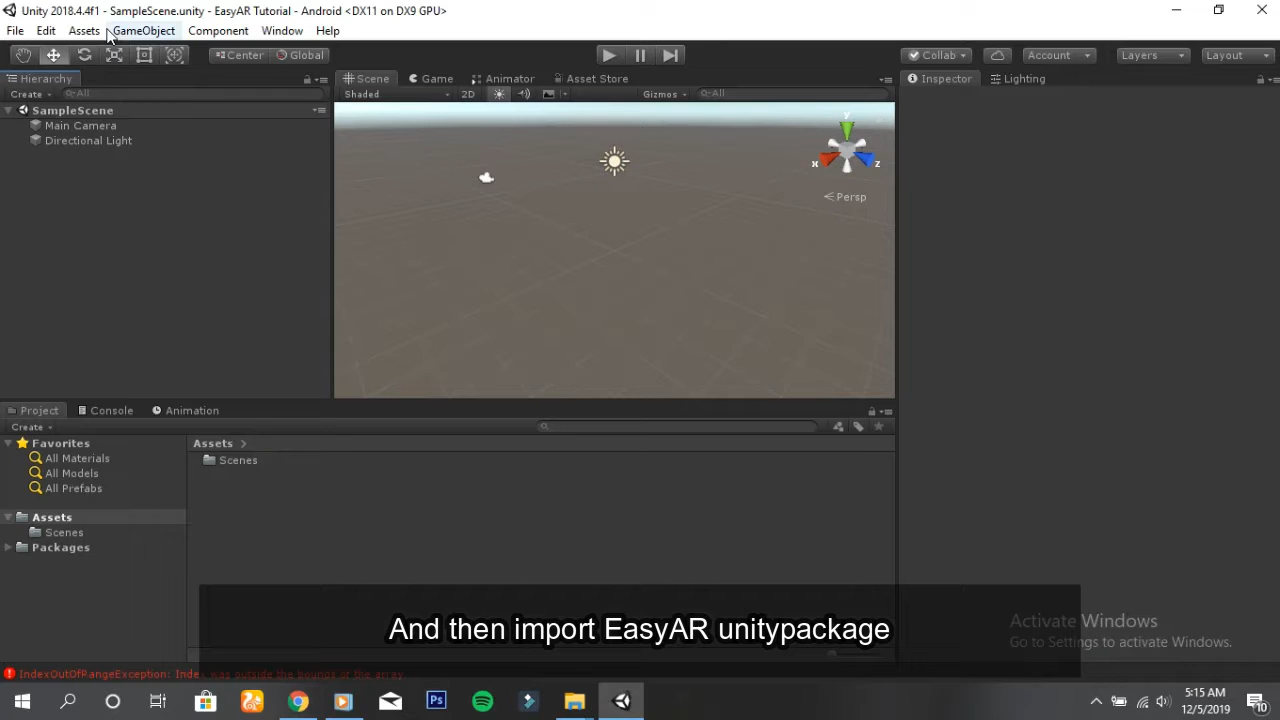 Unity 2018.4.4f1 - SampleScene.unity - EasyAR Tutorial - Android <DX11 on DX9 GPU>
File Edit Assets GameObject Component Window Help
Center Global Collab Account Layers Layout
Hierarchy Scene Game Animator Asset Store Inspector Lighting
Create All Shaded 2D Gizmos All
SampleScene
Main Camera
Directional Light
y
x z
Persp
Project Console Animation
Create
Favorites Assets
All Materials Scenes
All Models
All Prefabs
Assets
Scenes
Packages
And then import EasyAR unitypackage
Activate Windows
Go to Settings to activate Windows.
IndexOutOfRangeException: Index was outside the bounds of the array.
Ps
5:15 AM
12/5/2019
10